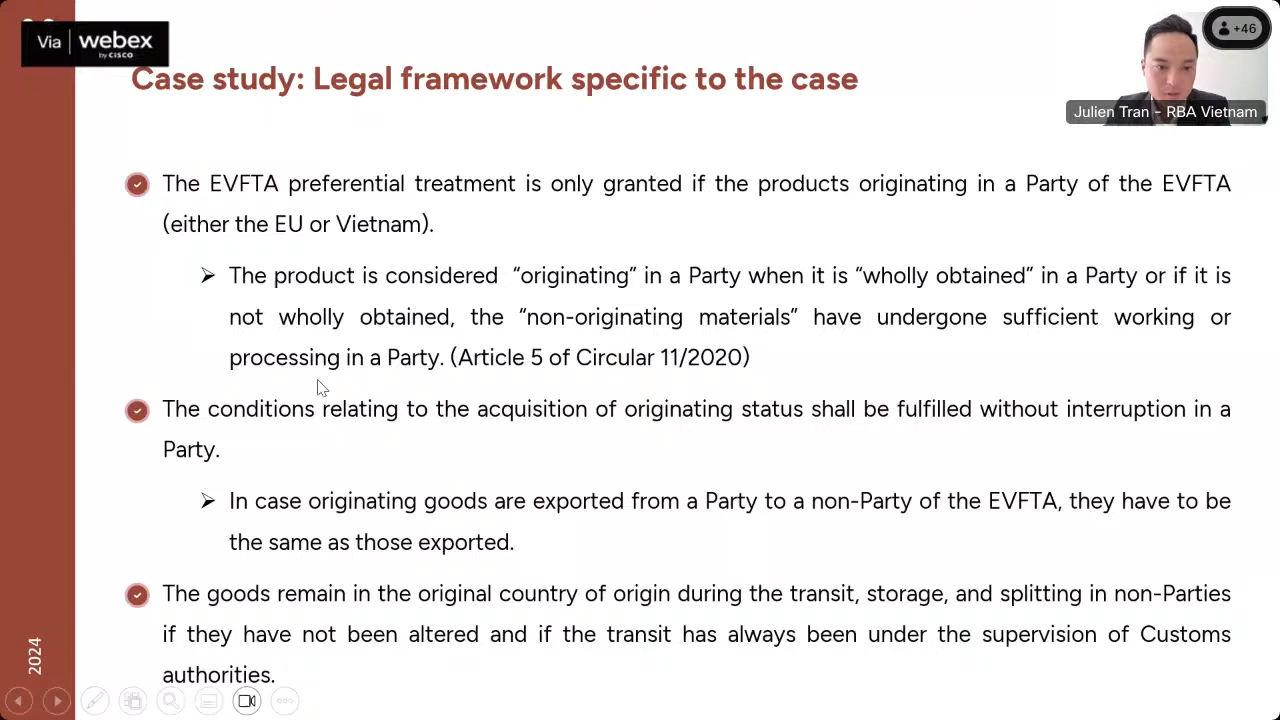 Via webex
by CISCO
+46
Case study: Legal framework specific to the case
Julien Tran - RBA Vietnam
The EVFTA preferential treatment is only granted if the products originating in a Party of the EVFTA
(either the EU or Vietnam).
The product is considered “originating” in a Party when it is “wholly obtained” in a Party or if it is
not wholly obtained, the “non-originating materials” have undergone sufficient working or
processing in a Party. (Article 5 of Circular 11/2020)
The conditions relating to the acquisition of originating status shall be fulfilled without interruption in a
Party.
In case originating goods are exported from a Party to a non-Party of the EVFTA, they have to be
the same as those exported.
The goods remain in the original country of origin during the transit, storage, and splitting in non-Parties
if they have not been altered and if the transit has always been under the supervision of Customs
authorities.
2024